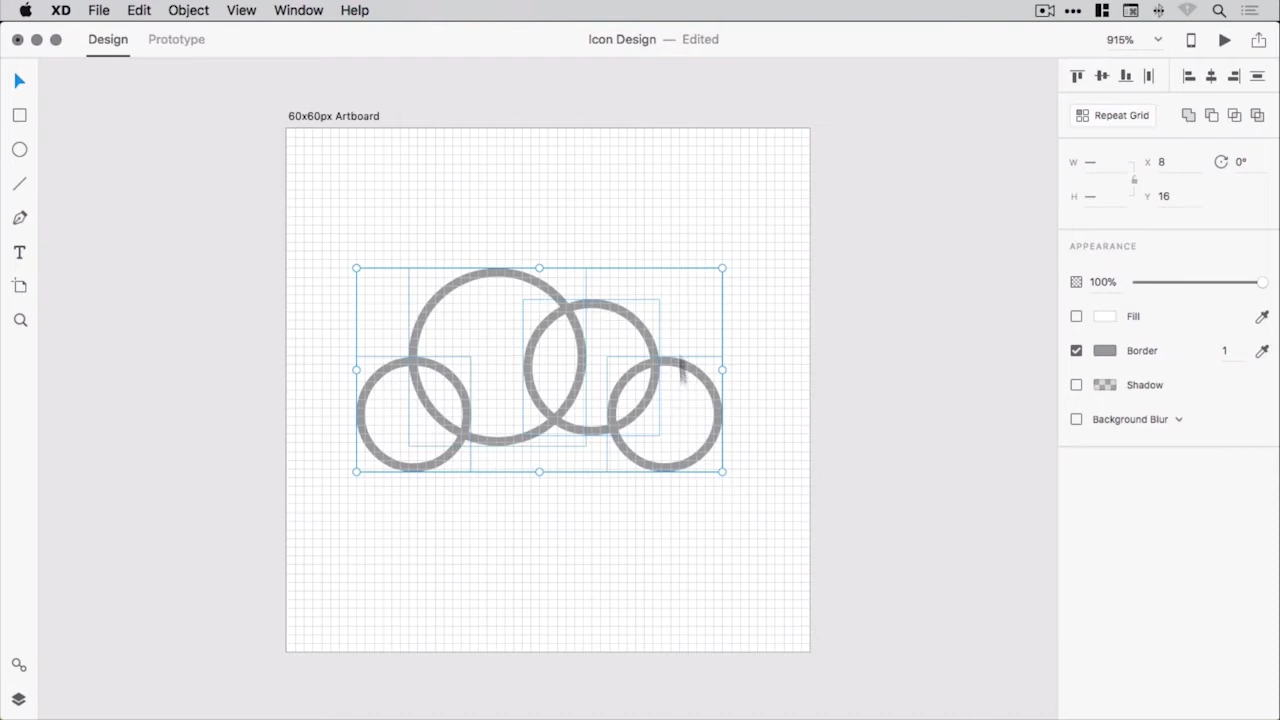 XD File Edit Object View Window Help
Design Prototype Icon Design — Edited 915%
60x60px Artboard
Repeat Grid
W — X 8 0°
H — Y 16
APPEARANCE
100%
Fill
Border 1
Shadow
Background Blur